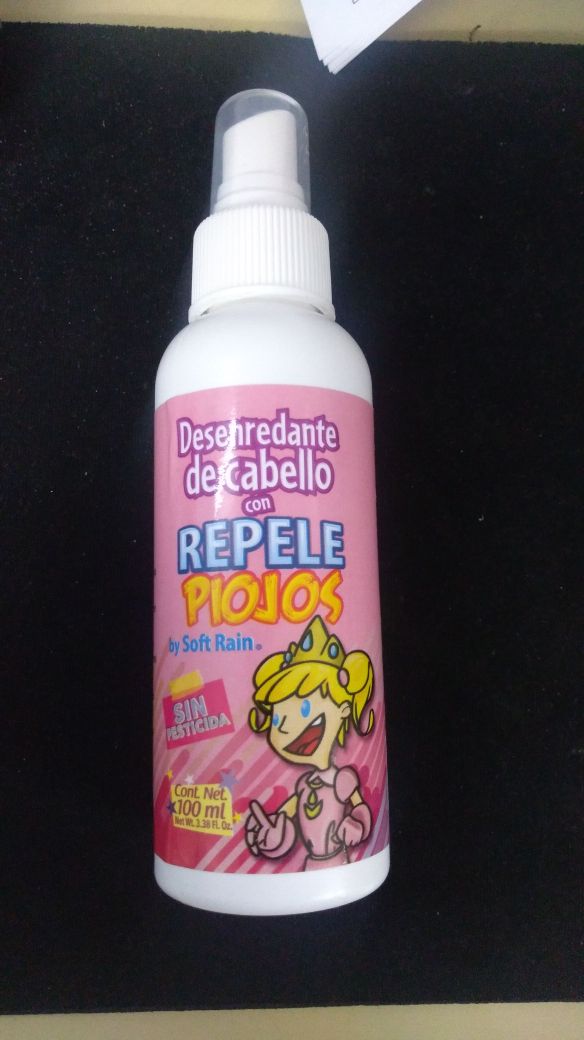 Desenredante
de cabello
con
REPELE
PIOJOS
by Soft Rain®
SIN
PESTICIDA
Cont. Net.
100 ml
Net Wt. 3.38 Fl. Oz.